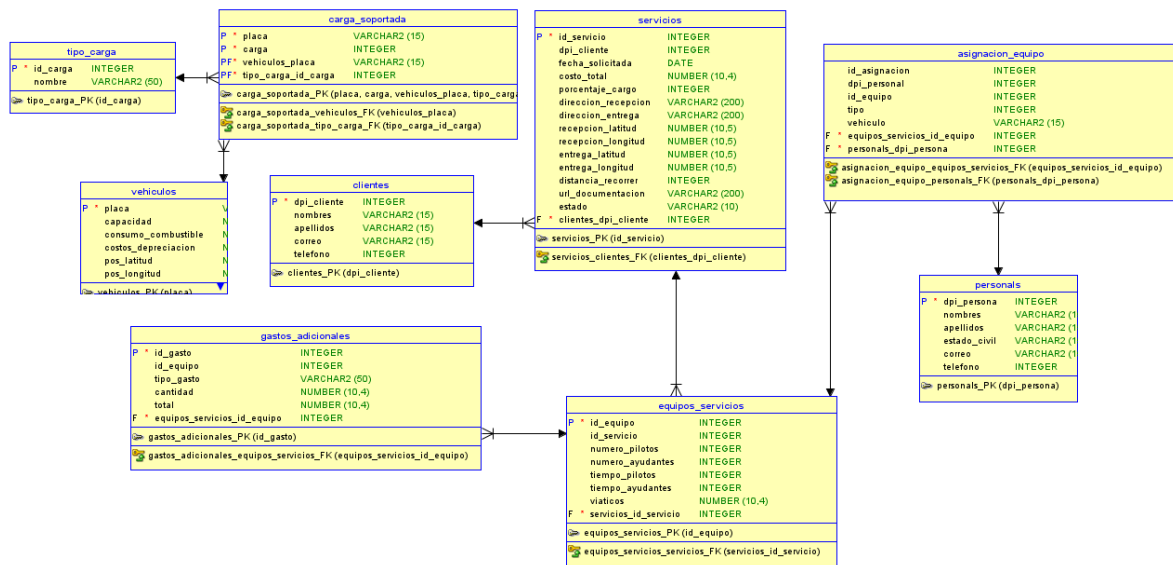 tipo_carga
P * id_carga INTEGER
nombre VARCHAR2 (50)
tipo_carga_PK (id_carga)
carga_soportada
P * placa VARCHAR2 (15)
P * carga INTEGER
PF* vehiculos_placa VARCHAR2 (15)
PF* tipo_carga_id_carga INTEGER
carga_soportada_PK (placa, carga, vehiculos_placa, tipo_carga
carga_soportada_vehiculos_FK (vehiculos_placa)
carga_soportada_tipo_carga_FK (tipo_carga_id_carga)
servicios
P * id_servicio INTEGER
dpi_cliente INTEGER
fecha_solicitada DATE
costo_total NUMBER (10,4)
porcentaje_cargo INTEGER
direccion_recepcion VARCHAR2 (200)
direccion_entrega VARCHAR2 (200)
recepcion_latitud NUMBER (10,5)
recepcion_longitud NUMBER (10,5)
entrega_latitud NUMBER (10,5)
entrega_longitud NUMBER (10,5)
distancia_recorrer INTEGER
url_documentacion VARCHAR2 (200)
estado VARCHAR2 (10)
F * clientes_dpi_cliente INTEGER
servicios_PK (id_servicio)
servicios_clientes_FK (clientes_dpi_cliente)
asignacion_equipo
id_asignacion INTEGER
dpi_personal INTEGER
id_equipo INTEGER
tipo INTEGER
vehiculo VARCHAR2 (15)
F * equipos_servicios_id_equipo INTEGER
F * personals_dpi_persona INTEGER
asignacion_equipo_equipos_servicios_FK (equipos_servicios_id_equipo)
asignacion_equipo_personals_FK (personals_dpi_persona)
vehiculos
P * placa
capacidad
consumo_combustible
costos_depreciacion
pos_latitud
pos_longitud
vehiculos_PK (placa)
clientes
P * dpi_cliente INTEGER
nombres VARCHAR2 (15)
apellidos VARCHAR2 (15)
correo VARCHAR2 (15)
telefono INTEGER
clientes_PK (dpi_cliente)
personals
P * dpi_persona INTEGER
nombres VARCHAR2 (1
apellidos VARCHAR2 (1
estado_civil VARCHAR2 (1
correo VARCHAR2 (1
telefono INTEGER
personals_PK (dpi_persona)
gastos_adicionales
P * id_gasto INTEGER
id_equipo INTEGER
tipo_gasto VARCHAR2 (50)
cantidad NUMBER (10,4)
total NUMBER (10,4)
F * equipos_servicios_id_equipo INTEGER
gastos_adicionales_PK (id_gasto)
gastos_adicionales_equipos_servicios_FK (equipos_servicios_id_equipo)
equipos_servicios
P * id_equipo INTEGER
id_servicio INTEGER
numero_pilotos INTEGER
numero_ayudantes INTEGER
tiempo_pilotos INTEGER
tiempo_ayudantes INTEGER
viaticos NUMBER (10,4)
F * servicios_id_servicio INTEGER
equipos_servicios_PK (id_equipo)
equipos_servicios_servicios_FK (servicios_id_servicio)